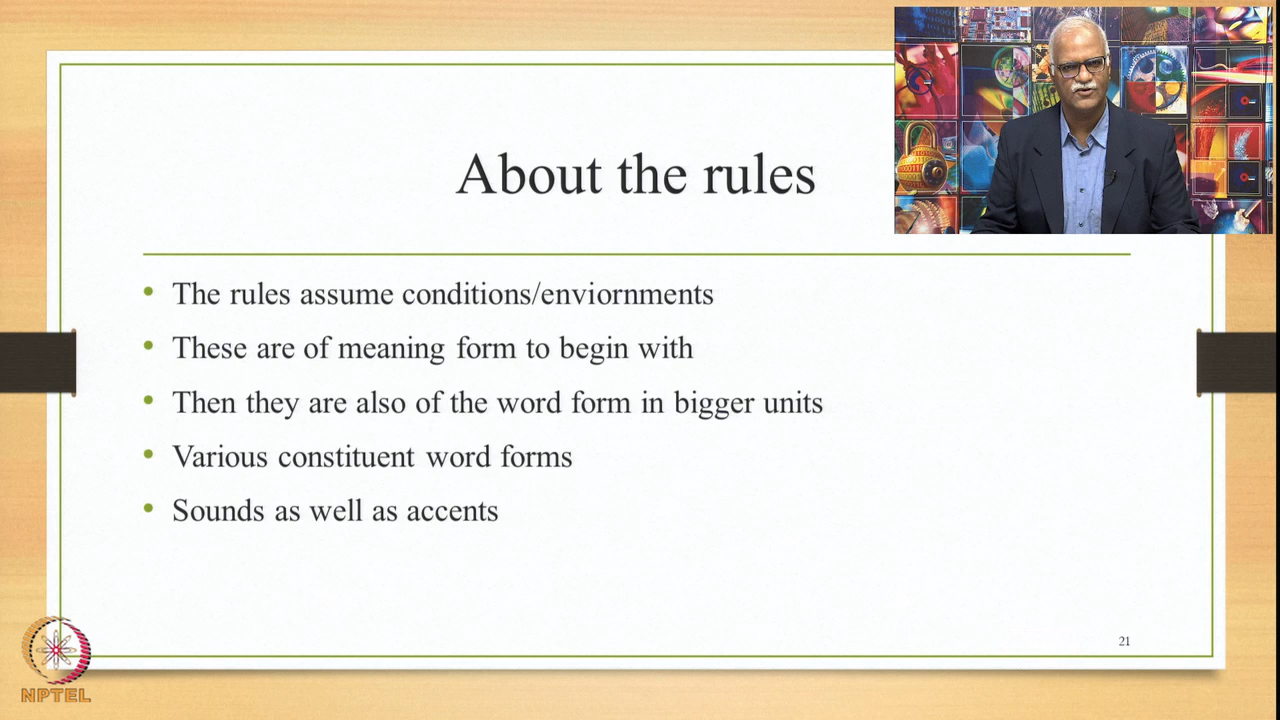 About the rules
• The rules assume conditions/enviornments
• These are of meaning form to begin with
• Then they are also of the word form in bigger units
• Various constituent word forms
• Sounds as well as accents
21
NPTEL